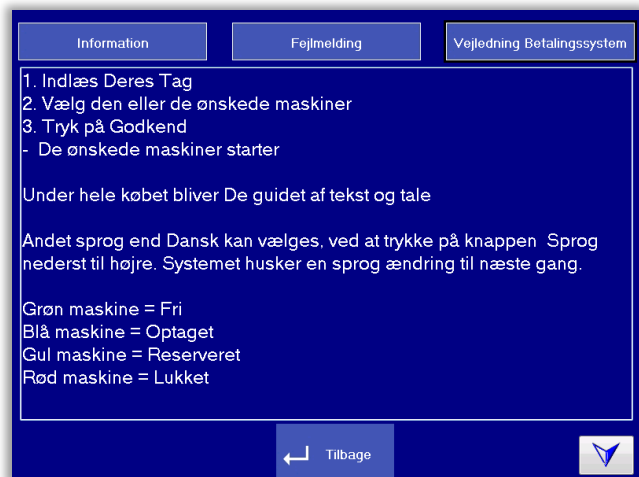 Information
Fejlmelding
Vejledning Betalingssystem
1. Indlæs Deres Tag
2. Vælg den eller de ønskede maskiner
3. Tryk på Godkend
- De ønskede maskiner starter
Under hele købet bliver De guidet af tekst og tale
Andet sprog end Dansk kan vælges, ved at trykke på knappen Sprog
nederst til højre. Systemet husker en sprog ændring til næste gang.
Grøn maskine = Fri
Blå maskine = Optaget
Gul maskine = Reserveret
Rød maskine = Lukket
Tilbage